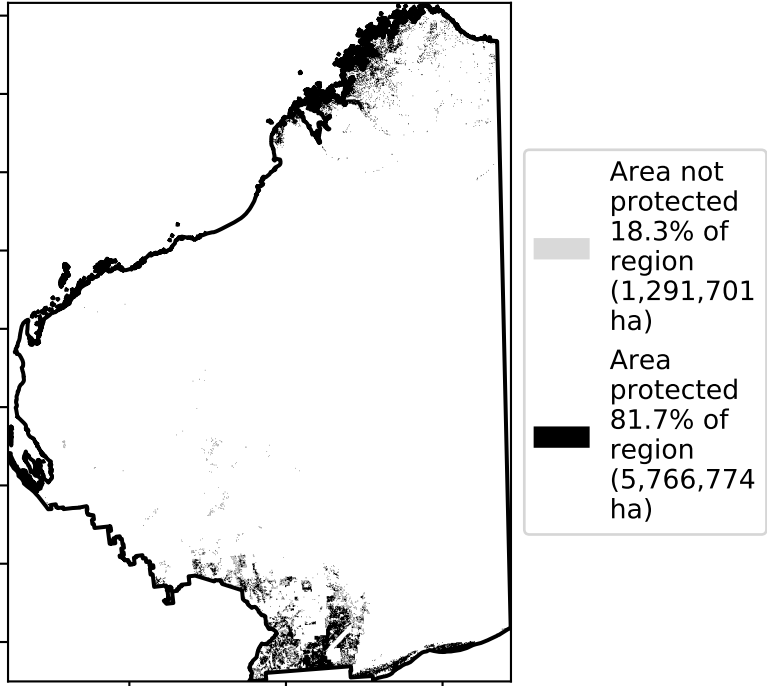 Area not
protected
18.3% of
region
(1,291,701
ha)
Area
protected
81.7% of
region
(5,766,774
ha)